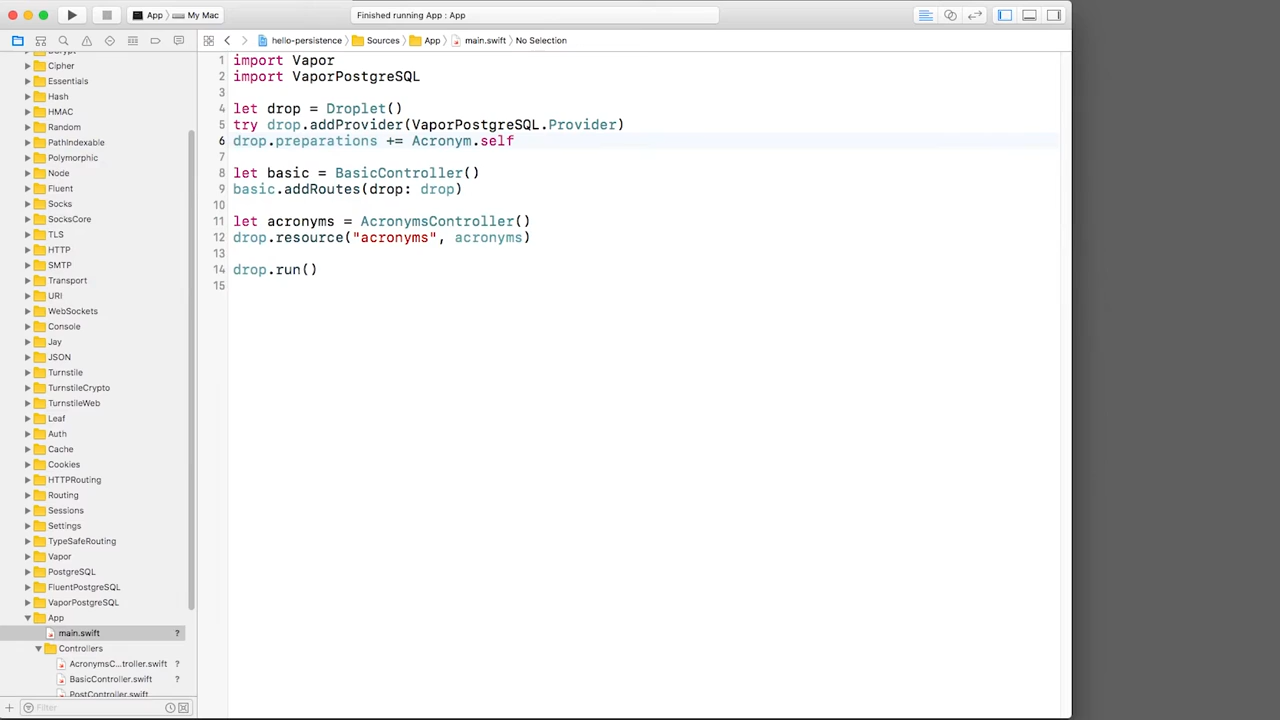 App My Mac
Finished running App : App
hello-persistence Sources App main.swift No Selection
Cipher
Essentials
Hash
HMAC
Random
PathIndexable
Polymorphic
Node
Fluent
Socks
SocksCore
TLS
HTTP
SMTP
Transport
URI
WebSockets
Console
Jay
JSON
Turnstile
TurnstileCrypto
TurnstileWeb
Leaf
Auth
Cache
Cookies
HTTPRouting
Routing
Sessions
Settings
TypeSafeRouting
Vapor
PostgreSQL
FluentPostgreSQL
VaporPostgreSQL
App
main.swift ?
Controllers
AcronymsC...troller.swift ?
BasicController.swift ?
PostController.swift
Filter
1 import Vapor
2 import VaporPostgreSQL
3
4 let drop = Droplet()
5 try drop.addProvider(VaporPostgreSQL.Provider)
6 drop.preparations += Acronym.self
7
8 let basic = BasicController()
9 basic.addRoutes(drop: drop)
10
11 let acronyms = AcronymsController()
12 drop.resource("acronyms", acronyms)
13
14 drop.run()
15